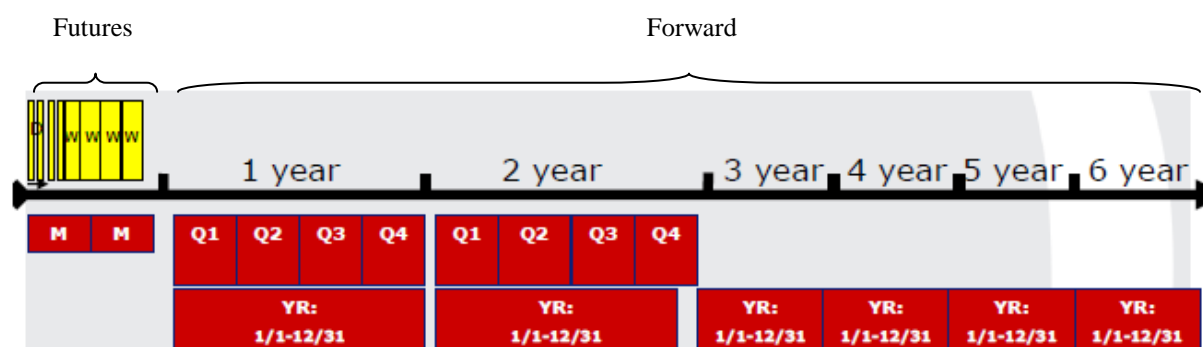 Futures Forward
D W W W W
1 year 2 year 3 year 4 year 5 year 6 year
M M Q1 Q2 Q3 Q4 Q1 Q2 Q3 Q4
YR: YR: YR: YR: YR: YR:
1/1-12/31 1/1-12/31 1/1-12/31 1/1-12/31 1/1-12/31 1/1-12/31